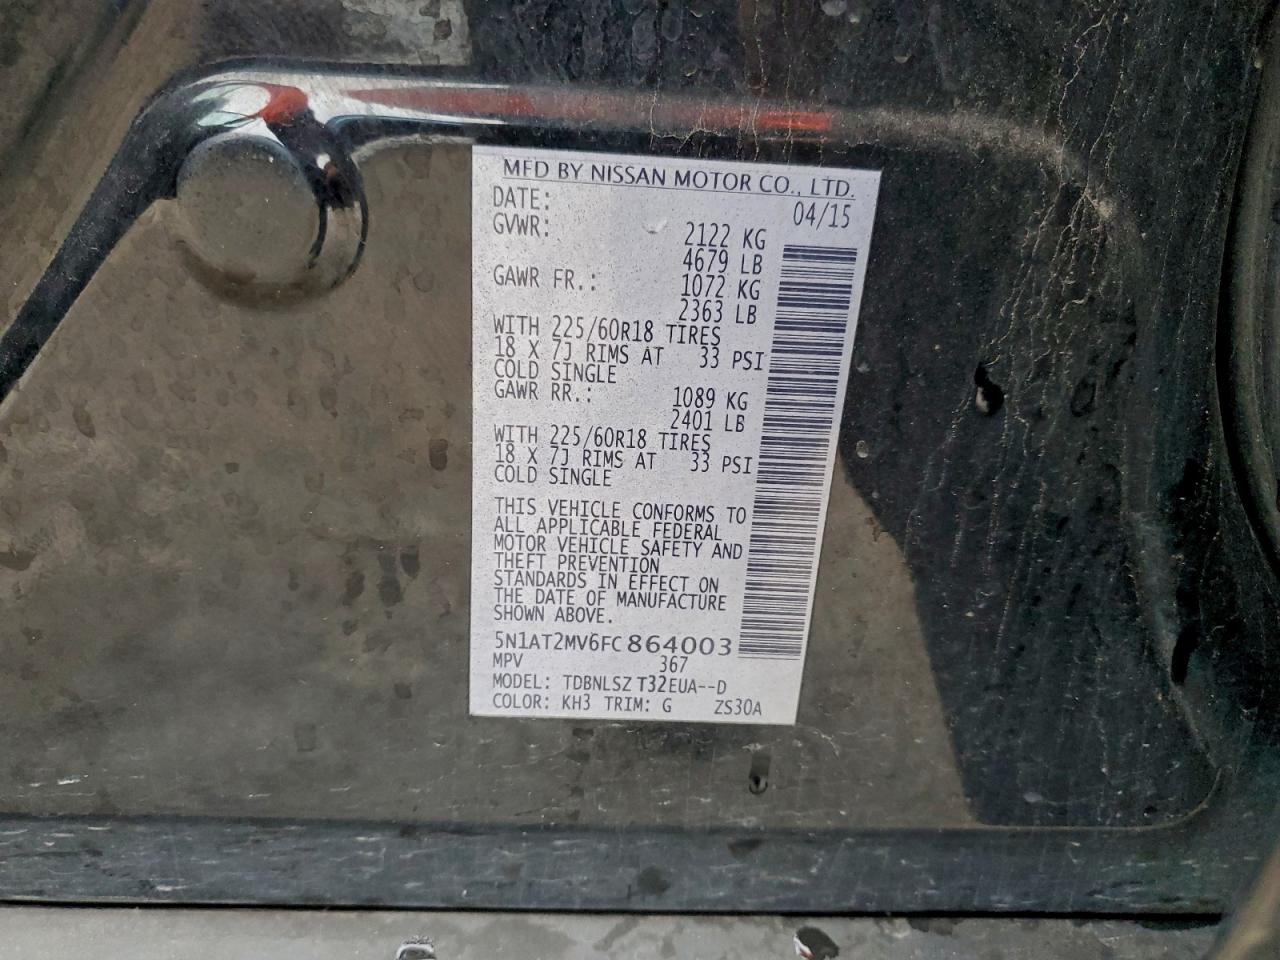 MFD BY NISSAN MOTOR CO., LTD.
DATE: 04/15
GVWR: 2122 KG
4679 LB
GAWR FR.: 1072 KG
2363 LB
WITH 225/60R18 TIRES
18 X 7J RIMS AT 33 PSI
COLD SINGLE
GAWR RR.: 1089 KG
2401 LB
WITH 225/60R18 TIRES
18 X 7J RIMS AT 33 PSI
COLD SINGLE
THIS VEHICLE CONFORMS TO
ALL APPLICABLE FEDERAL
MOTOR VEHICLE SAFETY AND
THEFT PREVENTION
STANDARDS IN EFFECT ON
THE DATE OF MANUFACTURE
SHOWN ABOVE.
5N1AT2MV6FC864003
MPV 367
MODEL: TDBNLSZ T32EUA--D
COLOR: KH3 TRIM: G ZS30A